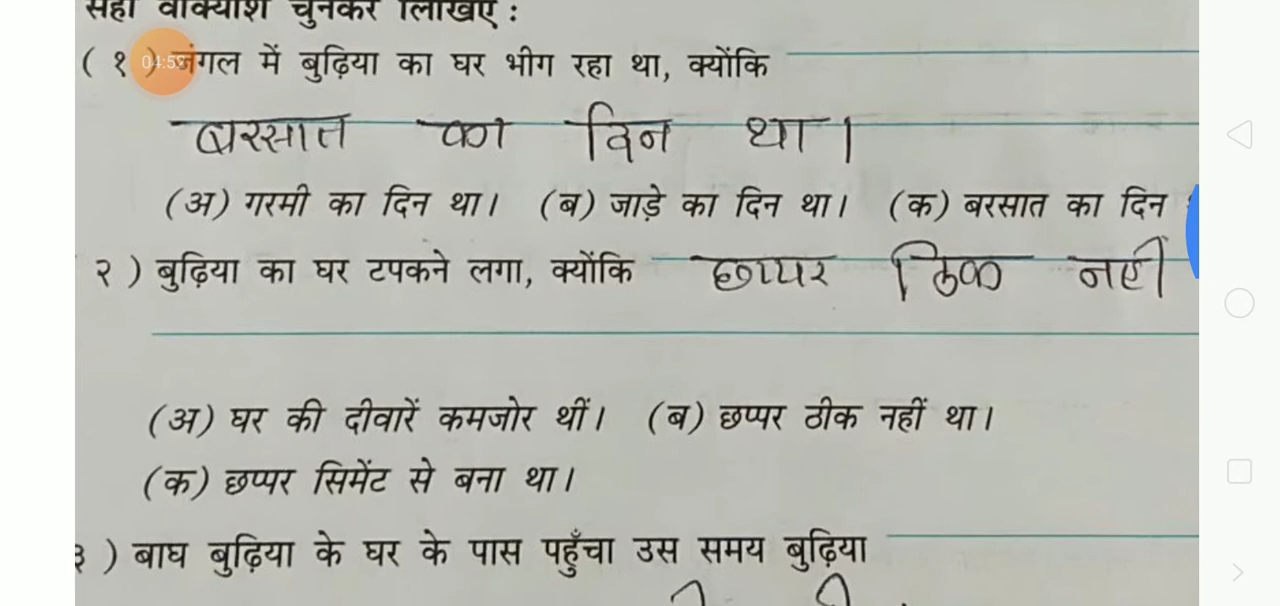 सही वाक्यांश चुनकर लिखिए :
( १ ) जंगल में बुढ़िया का घर भीग रहा था, क्योंकि
बरसात का दिन था।
(अ) गरमी का दिन था। (ब) जाड़े का दिन था। (क) बरसात का दिन
२ ) बुढ़िया का घर टपकने लगा, क्योंकि छप्पर ठिक नहीं
(अ) घर की दीवारें कमजोर थीं। (ब) छप्पर ठीक नहीं था।
(क) छप्पर सिमेंट से बना था।
३ ) बाघ बुढ़िया के घर के पास पहुँचा उस समय बुढ़िया